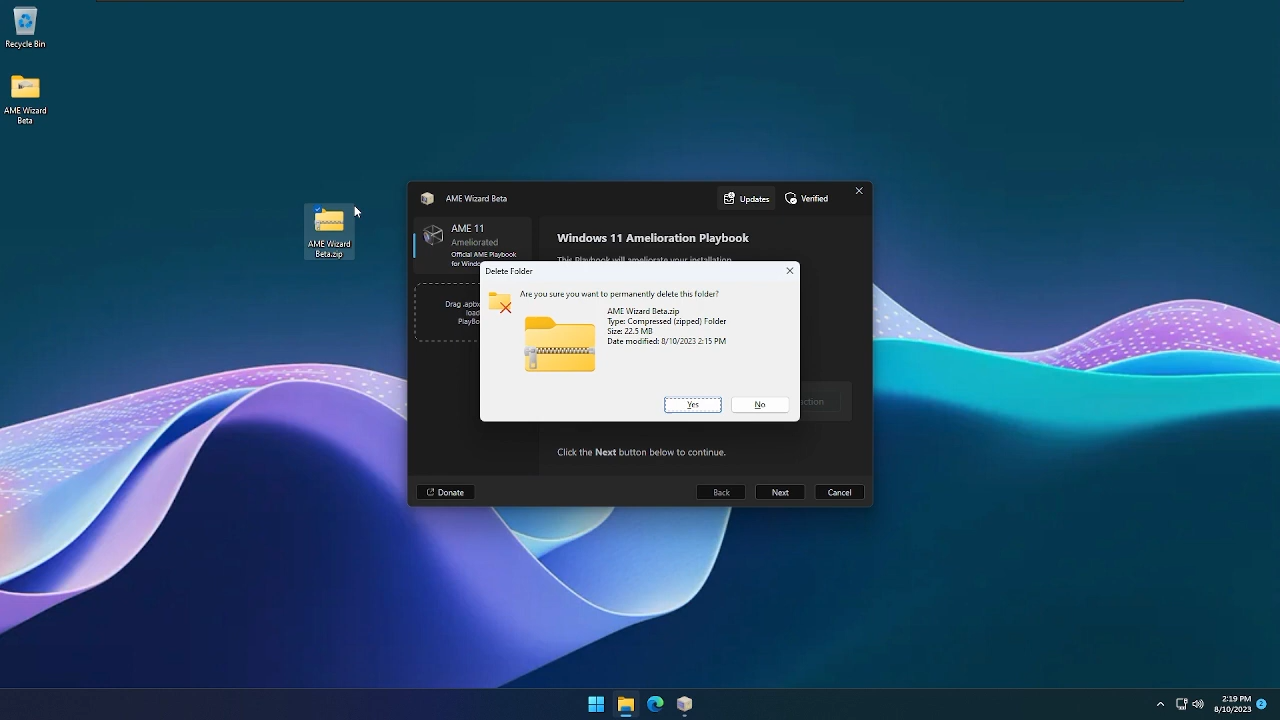 Recycle Bin
AME Wizard
Beta
AME Wizard
Beta.zip
AME Wizard Beta
Updates
Verified
AME 11
Ameliorated
Official AME Playbook
for Windo
Drag .apbx
load
PlayBo
Windows 11 Amelioration Playbook
This Playbook will ameliorate your installation
Delete Folder
Are you sure you want to permanently delete this folder?
AME Wizard Beta.zip
Type: Compressed (zipped) Folder
Size: 22.5 MB
Date modified: 8/10/2023 2:15 PM
Yes
No
action
Click the Next button below to continue.
Donate
Back
Next
Cancel
2:19 PM
8/10/2023
2